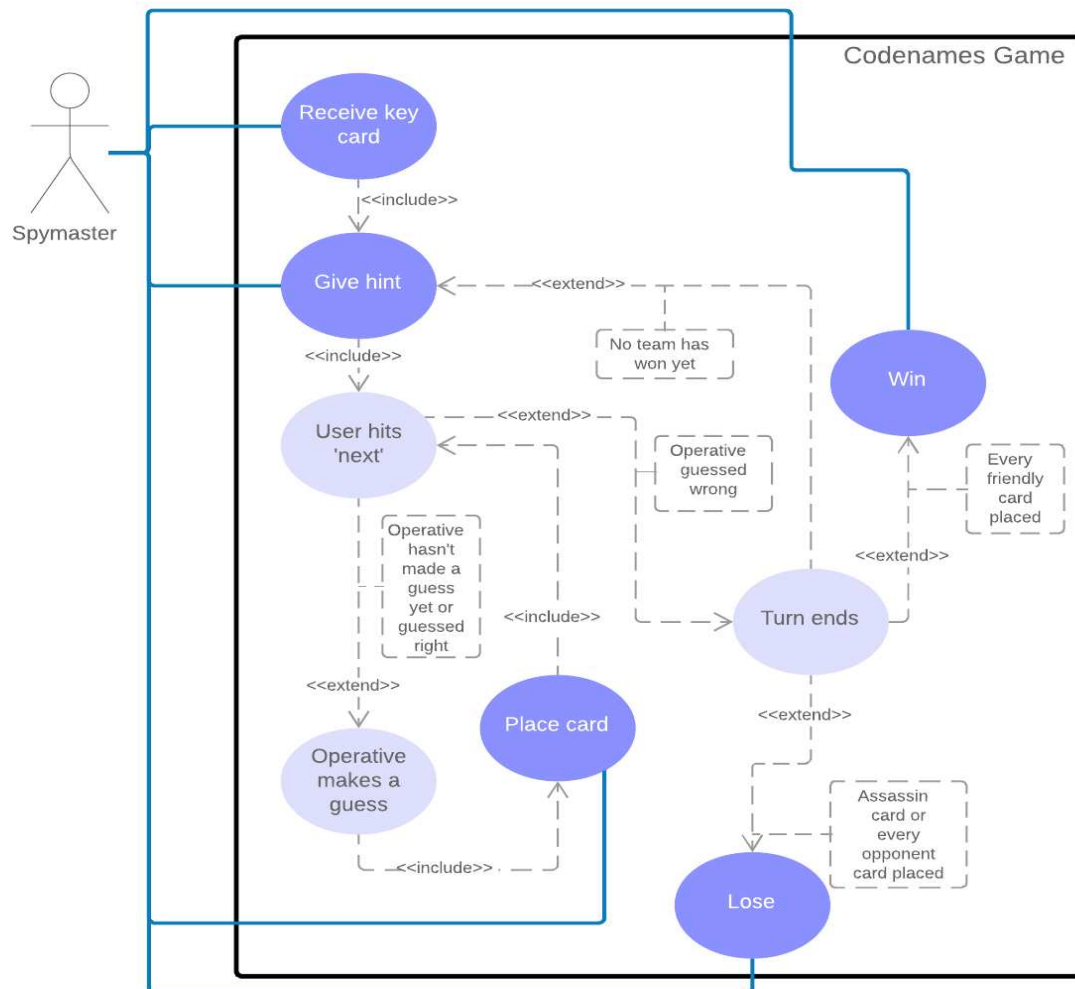 Codenames Game
Spymaster
Receive key
card
<<include>>
Give hint
<<extend>>
No team has
won yet
<<include>>
Win
User hits
'next'
<<extend>>
Operative
guessed
wrong
Every
friendly
card
placed
<<extend>>
Operative
hasn't
made a
guess
yet or
guessed
right
<<include>>
Turn ends
<<extend>>
Place card
<<extend>>
Operative
makes a
guess
<<include>>
Assassin
card or
every
opponent
card placed
Lose